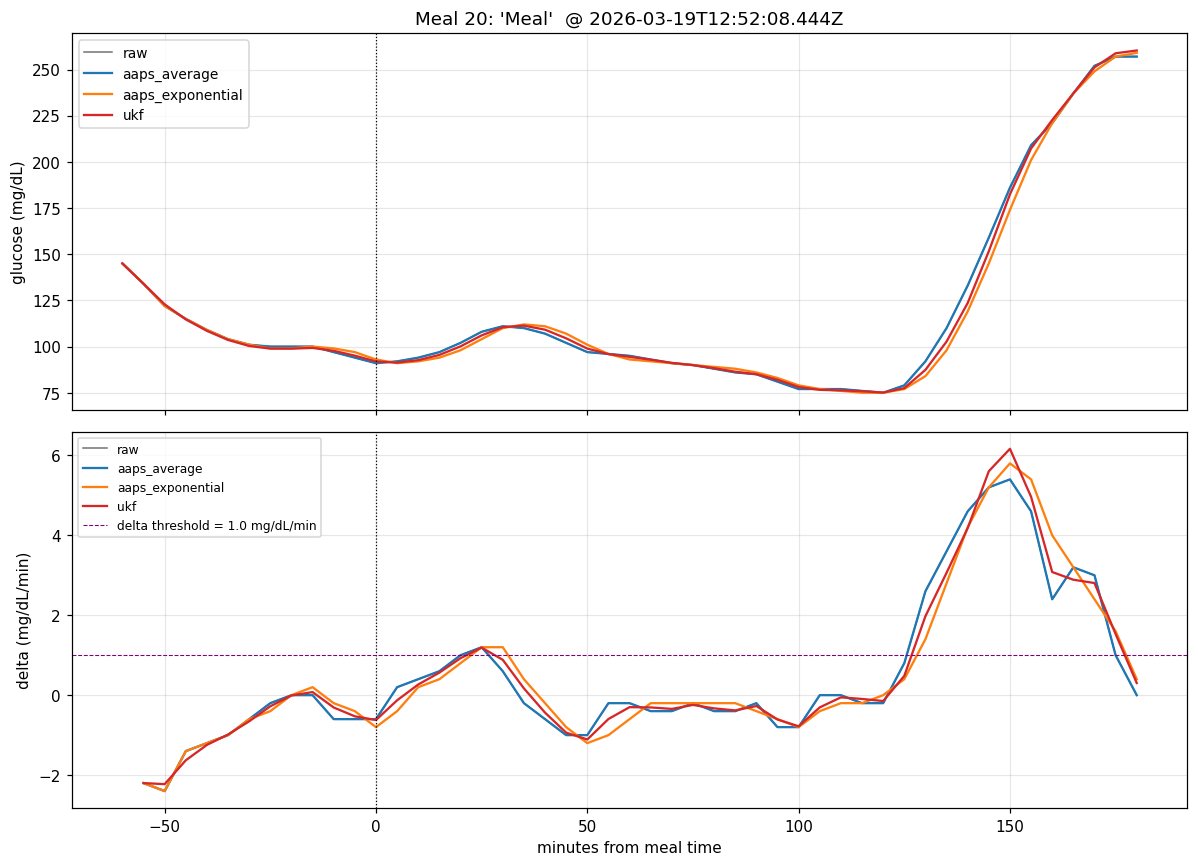 Meal 20: 'Meal'  @ 2026-03-19T12:52:08.444Z
raw
aaps_average
aaps_exponential
ukf
glucose (mg/dL)
250
225
200
175
150
125
100
75
raw
aaps_average
aaps_exponential
ukf
delta threshold = 1.0 mg/dL/min
delta (mg/dL/min)
6
4
2
0
−2
−50
0
50
100
150
minutes from meal time